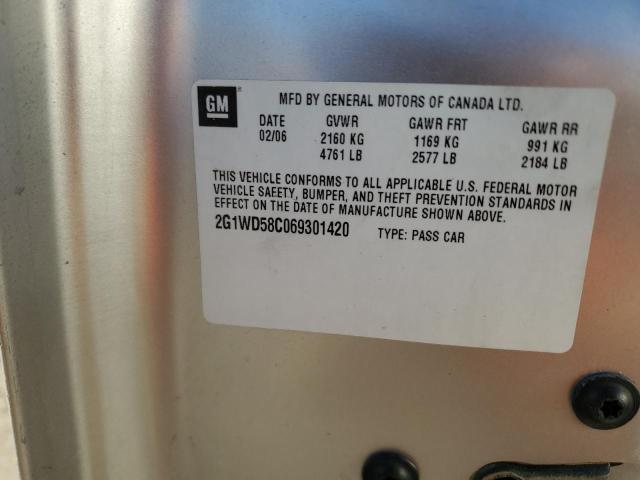 GM
MFD BY GENERAL MOTORS OF CANADA LTD.
DATE GVWR GAWR FRT GAWR RR
02/06 2160 KG 1169 KG 991 KG
4761 LB 2577 LB 2184 LB
THIS VEHICLE CONFORMS TO ALL APPLICABLE U.S. FEDERAL MOTOR
VEHICLE SAFETY, BUMPER, AND THEFT PREVENTION STANDARDS IN
EFFECT ON THE DATE OF MANUFACTURE SHOWN ABOVE.
2G1WD58C069301420 TYPE: PASS CAR